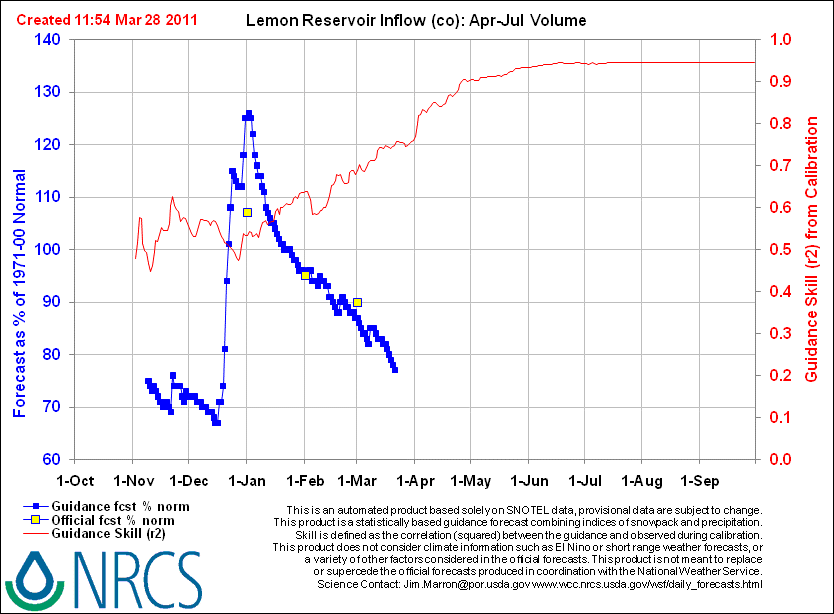 Created 11:54 Mar 28 2011
Lemon Reservoir Inflow (co): Apr-Jul Volume
140
130
120
110
100
90
80
70
60
Forecast as % of 1971-00 Normal
1.0
0.9
0.8
0.7
0.6
0.5
0.4
0.3
0.2
0.1
0.0
Guidance Skill (r2) from Calibration
1-Oct 1-Nov 1-Dec 1-Jan 1-Feb 1-Mar 1-Apr 1-May 1-Jun 1-Jul 1-Aug 1-Sep
Guidance fcst % norm
Official fcst % norm
Guidance Skill (r2)
This is an automated product based solely on SNOTEL data, provisional data are subject to change.
This product is a statistically based guidance forecast combining indices of snowpack and precipitation.
Skill is defined as the correlation (squared) between the guidance and observed during calibration.
This product does not consider climate information such as El Nino or short range weather forecasts, or
a variety of other factors considered in the official forecasts. This product is not meant to replace
or supercede the official forecasts produced in coordination with the National Weather Service.
Science Contact: Jim.Marron@por.usda.gov www.wcc.nrcs.usda.gov/wsf/daily_forecasts.html
NRCS